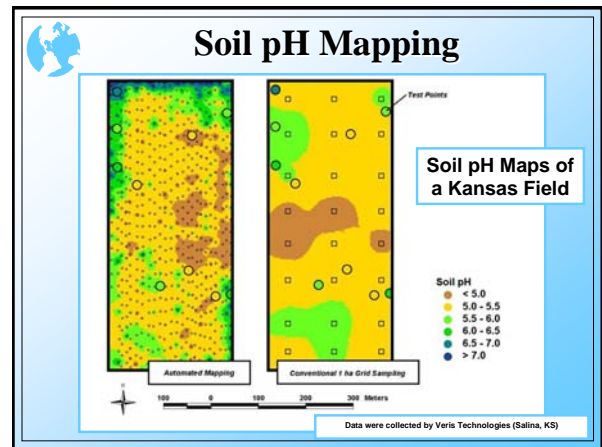 Soil pH Mapping
Test Points
Soil pH Maps of
a Kansas Field
Soil pH
< 5.0
5.0 - 5.5
5.5 - 6.0
6.0 - 6.5
6.5 - 7.0
> 7.0
Automated Mapping
Conventional 1 ha Grid Sampling
N
100 0 100 200 300 Meters
Data were collected by Veris Technologies (Salina, KS)